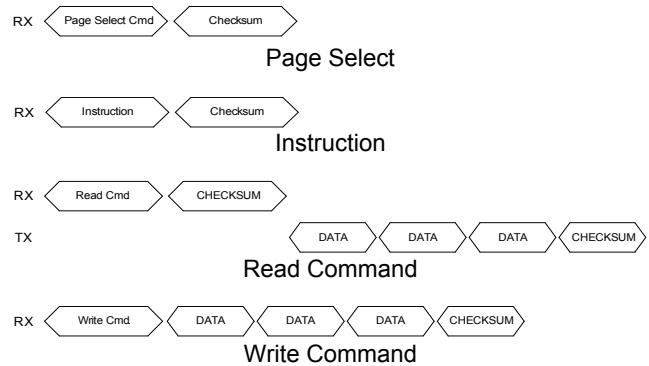 RX Page Select Cmd Checksum
Page Select
RX Instruction Checksum
Instruction
RX Read Cmd CHECKSUM
TX DATA DATA DATA CHECKSUM
Read Command
RX Write Cmd. DATA DATA DATA CHECKSUM
Write Command